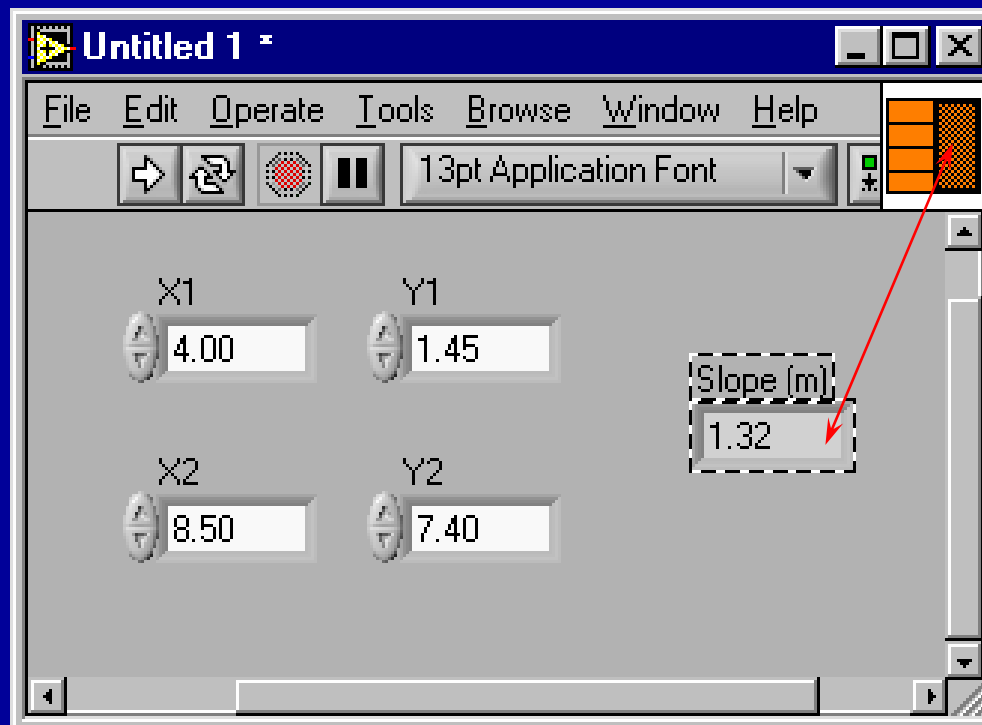 Untitled 1 *
File Edit Operate Tools Browse Window Help
13pt Application Font
X1 Y1
4.00 1.45
Slope (m)
1.32
X2 Y2
8.50 7.40